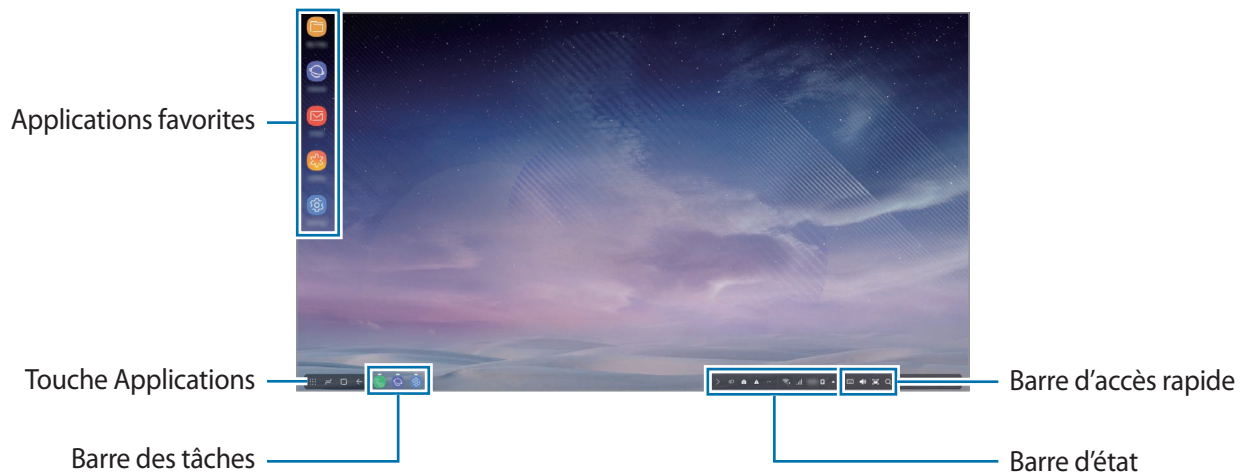 Applications favorites
Touche Applications
Barre d’accès rapide
Barre des tâches
Barre d’état